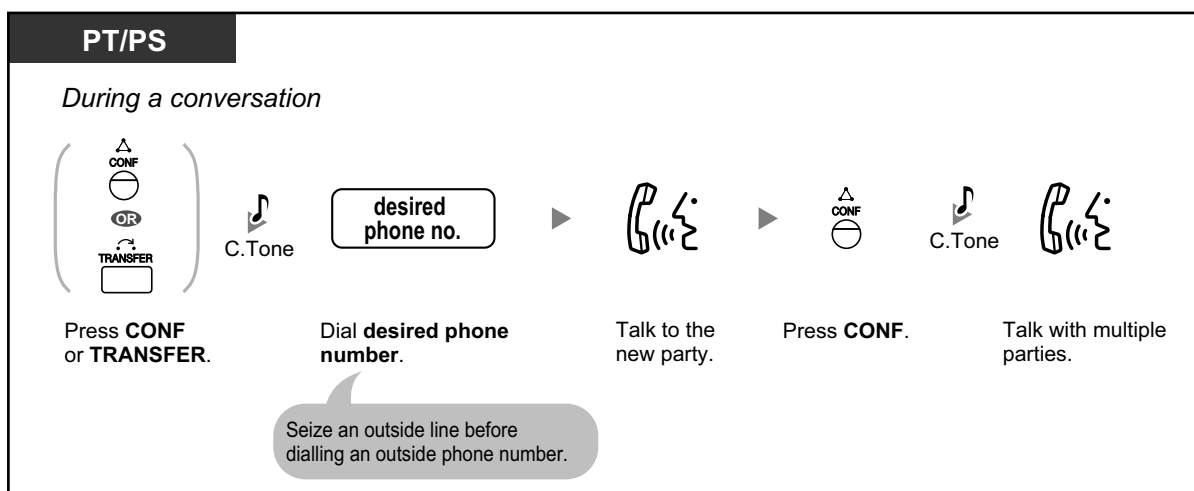 PT/PS
During a conversation
CONF
OR
TRANSFER
C.Tone
desired
phone no.
CONF
C.Tone
Press CONF
or TRANSFER.
Dial desired phone
number.
Talk to the
new party.
Press CONF.
Talk with multiple
parties.
Seize an outside line before
dialling an outside phone number.